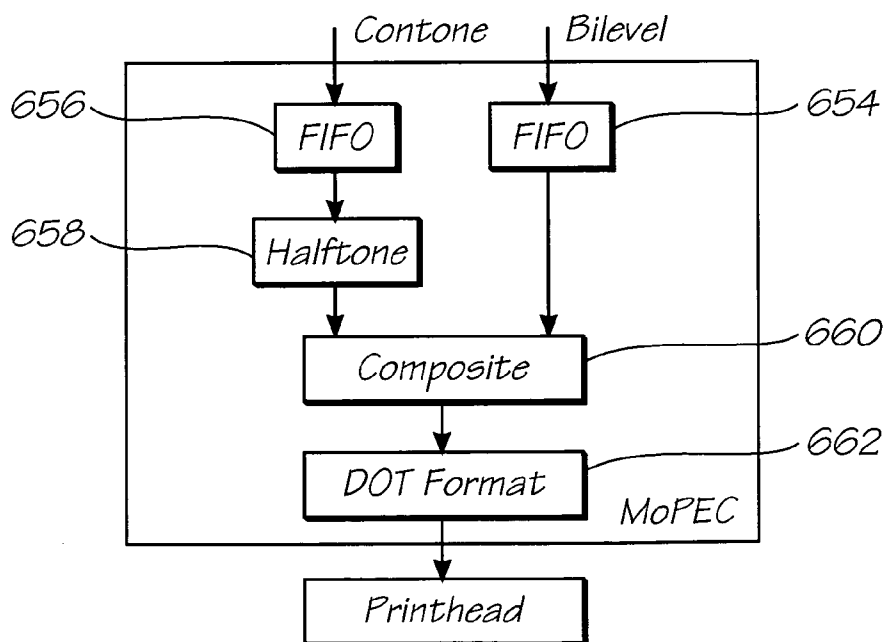 Contone
Bilevel
656
FIFO
FIFO
654
658
Halftone
Composite
660
DOT Format
662
MoPEC
Printhead